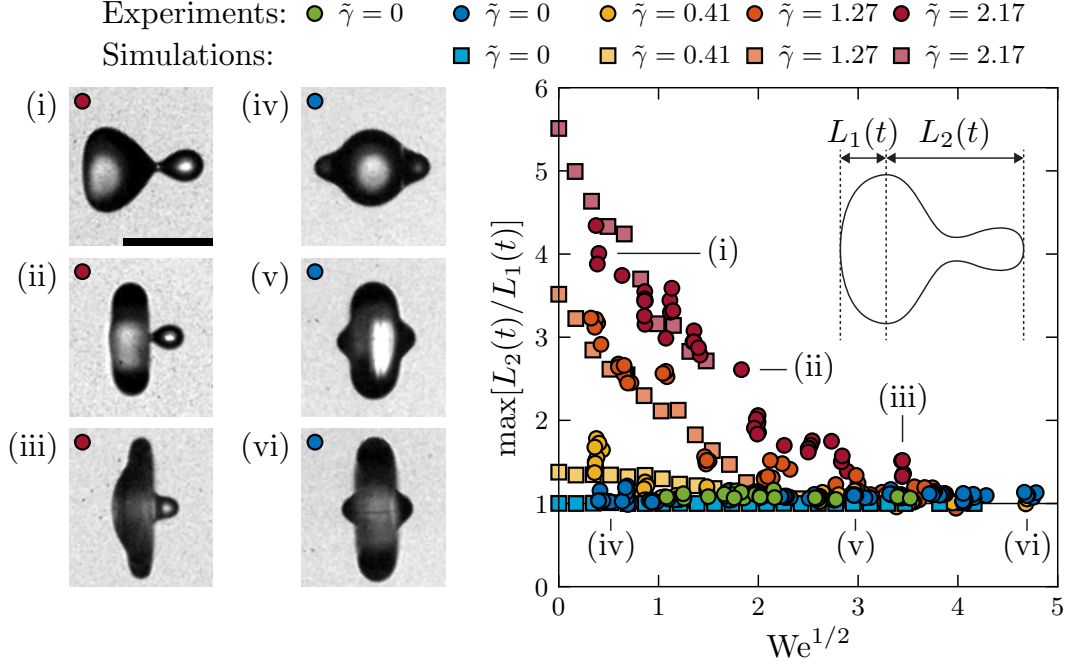 Experiments: γ̃ = 0 γ̃ = 0 γ̃ = 0.41 γ̃ = 1.27 γ̃ = 2.17
Simulations: γ̃ = 0 γ̃ = 0.41 γ̃ = 1.27 γ̃ = 2.17
(i) (iv)
(ii) (v)
(iii) (vi)
max[L₂(t)/L₁(t)]
6
5
4
3
2
1
0
L₁(t) L₂(t)
(i)
(ii)
(iii)
(iv) (v) (vi)
0 1 2 3 4 5
We^{1/2}